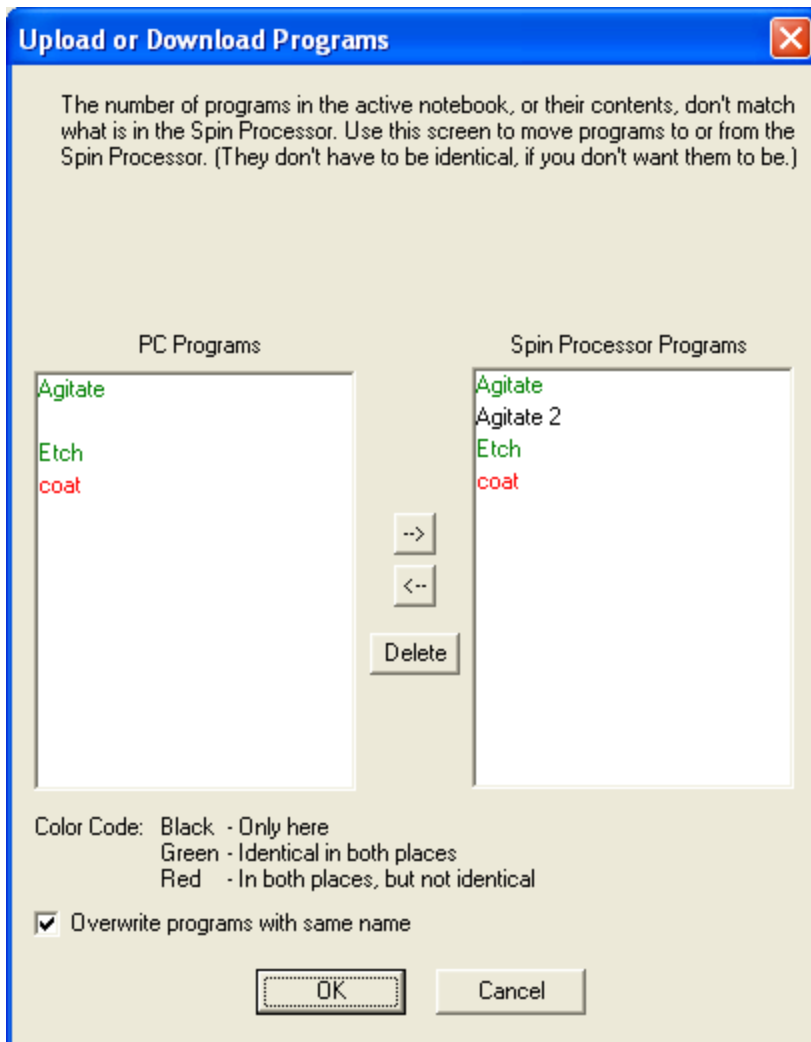 Upload or Download Programs
The number of programs in the active notebook, or their contents, don't match
what is in the Spin Processor. Use this screen to move programs to or from the
Spin Processor. (They don't have to be identical, if you don't want them to be.)
PC Programs
Agitate
Etch
coat
-->
<--
Delete
Spin Processor Programs
Agitate
Agitate 2
Etch
coat
Color Code: Black - Only here
Green - Identical in both places
Red - In both places, but not identical
Overwrite programs with same name
OK
Cancel